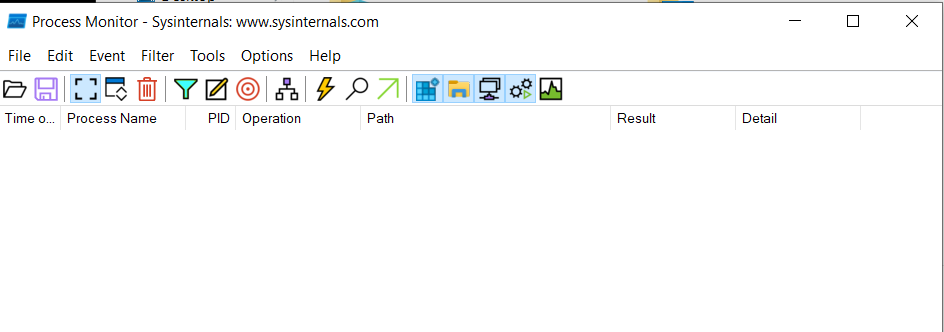 Process Monitor - Sysinternals: www.sysinternals.com
File Edit Event Filter Tools Options Help
Time o... Process Name PID Operation Path Result Detail